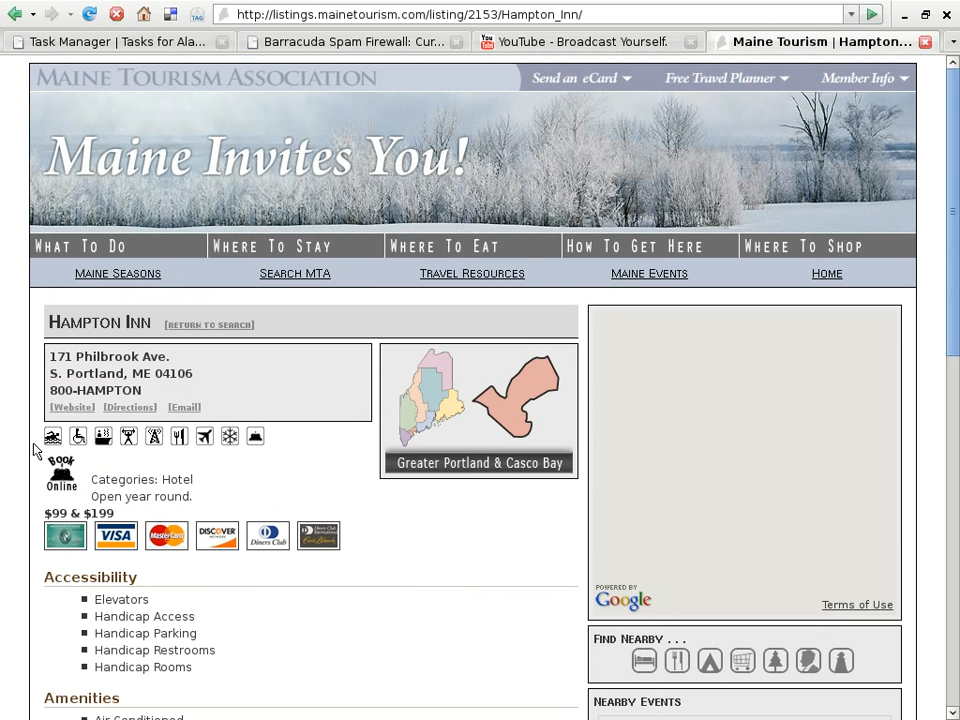 http://listings.mainetourism.com/listing/2153/Hampton_Inn/
Task Manager | Tasks for Ala...
Barracuda Spam Firewall: Cur...
YouTube - Broadcast Yourself.
Maine Tourism | Hampton...
MAINE TOURISM ASSOCIATION
Send an eCard
Free Travel Planner
Member Info
Maine Invites You!
WHAT TO DO
WHERE TO STAY
WHERE TO EAT
HOW TO GET HERE
WHERE TO SHOP
MAINE SEASONS
SEARCH MTA
TRAVEL RESOURCES
MAINE EVENTS
HOME
HAMPTON INN [RETURN TO SEARCH]
171 Philbrook Ave.
S. Portland, ME 04106
800-HAMPTON
[Website] [Directions] [Email]
Greater Portland & Casco Bay
BOOK
Online
Categories: Hotel
Open year round.
$99 & $199
VISA
MasterCard
DISCOVER
Diners Club
Accessibility
Elevators
Handicap Access
Handicap Parking
Handicap Restrooms
Handicap Rooms
Amenities
Air Conditioned
POWERED BY
Google
Terms of Use
FIND NEARBY . . .
NEARBY EVENTS